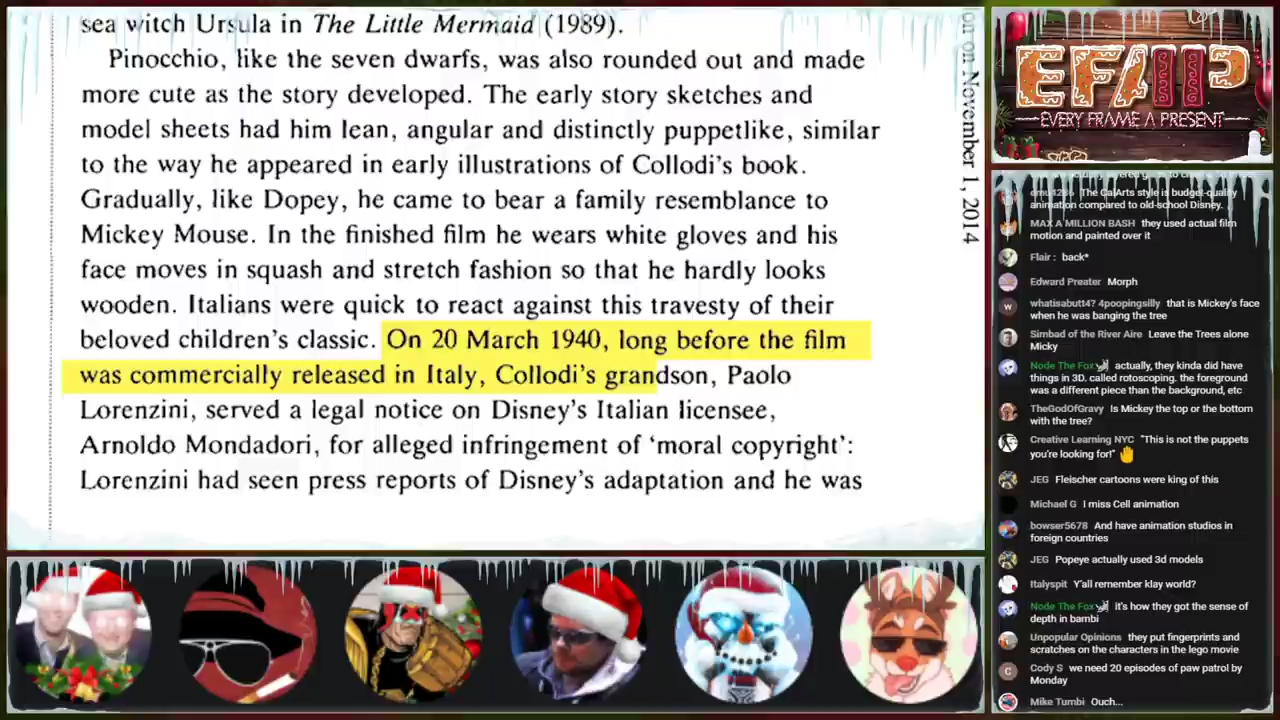 sea witch Ursula in The Little Mermaid (1989).
Pinocchio, like the seven dwarfs, was also rounded out and made
more cute as the story developed. The early story sketches and
model sheets had him lean, angular and distinctly puppetlike, similar
to the way he appeared in early illustrations of Collodi's book.
Gradually, like Dopey, he came to bear a family resemblance to
Mickey Mouse. In the finished film he wears white gloves and his
face moves in squash and stretch fashion so that he hardly looks
wooden. Italians were quick to react against this travesty of their
beloved children's classic. On 20 March 1940, long before the film
was commercially released in Italy, Collodi's grandson, Paolo
Lorenzini, served a legal notice on Disney's Italian licensee,
Arnoldo Mondadori, for alleged infringement of 'moral copyright':
Lorenzini had seen press reports of Disney's adaptation and he was
on November 1, 2014
EFAP
EVERY FRAME A PRESENT
The CalArts style is budget-quality
animation compared to old-school Disney.
MAX A MILLION BASH they used actual film
motion and painted over it
Flair : back*
Edward Preater Morph
whatisabutt4? 4poopingsilly that is Mickey's face
when he was banging the tree
Simbad of the River Aire Leave the Trees alone
Micky
Node The Fox actually, they kinda did have
things in 3D. called rotoscoping. the foreground
was a different piece than the background, etc
TheGodOfGravy Is Mickey the top or the bottom
with the tree?
Creative Learning NYC "This is not the puppets
you're looking for!"
JEG Fleischer cartoons were king of this
Michael G I miss Cell animation
bowser5678 And have animation studios in
foreign countries
JEG Popeye actually used 3d models
Italyspit Y'all remember klay world?
Node The Fox it's how they got the sense of
depth in bambi
Unpopular Opinions they put fingerprints and
scratches on the characters in the lego movie
Cody S we need 20 episodes of paw patrol by
Monday
Mike Tumbi Ouch...